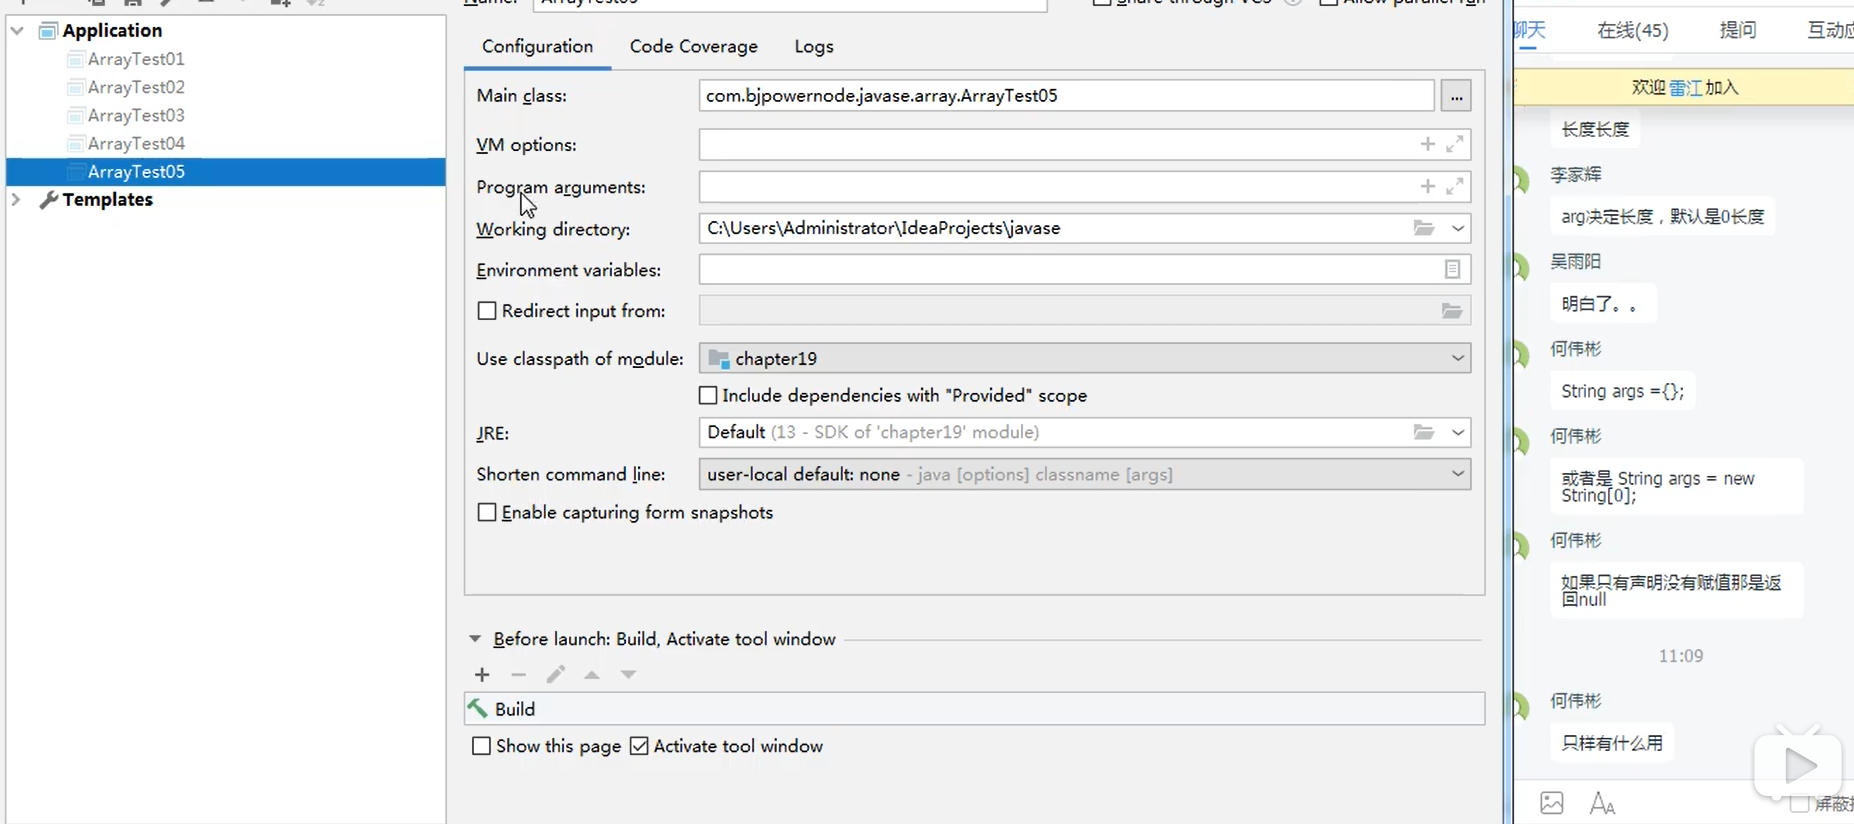 Name: ArrayTest05
Share through VCS
Allow parallel run
Application
ArrayTest01
ArrayTest02
ArrayTest03
ArrayTest04
ArrayTest05
Templates
Configuration Code Coverage Logs
Main class: com.bjpowernode.javase.array.ArrayTest05
...
VM options:
Program arguments:
Working directory: C:\Users\Administrator\IdeaProjects\javase
Environment variables:
Redirect input from:
Use classpath of module: chapter19
Include dependencies with "Provided" scope
JRE: Default (13 - SDK of 'chapter19' module)
Shorten command line: user-local default: none - java [options] classname [args]
Enable capturing form snapshots
Before launch: Build, Activate tool window
Build
Show this page Activate tool window
聊天 在线(45) 提问 互动应
欢迎 雷江 加入
长度长度
李家辉
arg决定长度，默认是0长度
吴雨阳
明白了。。
何伟彬
String args ={};
何伟彬
或者是 String args = new
String[0];
何伟彬
如果只有声明没有赋值那是返
回null
11:09
何伟彬
只样有什么用
屏蔽